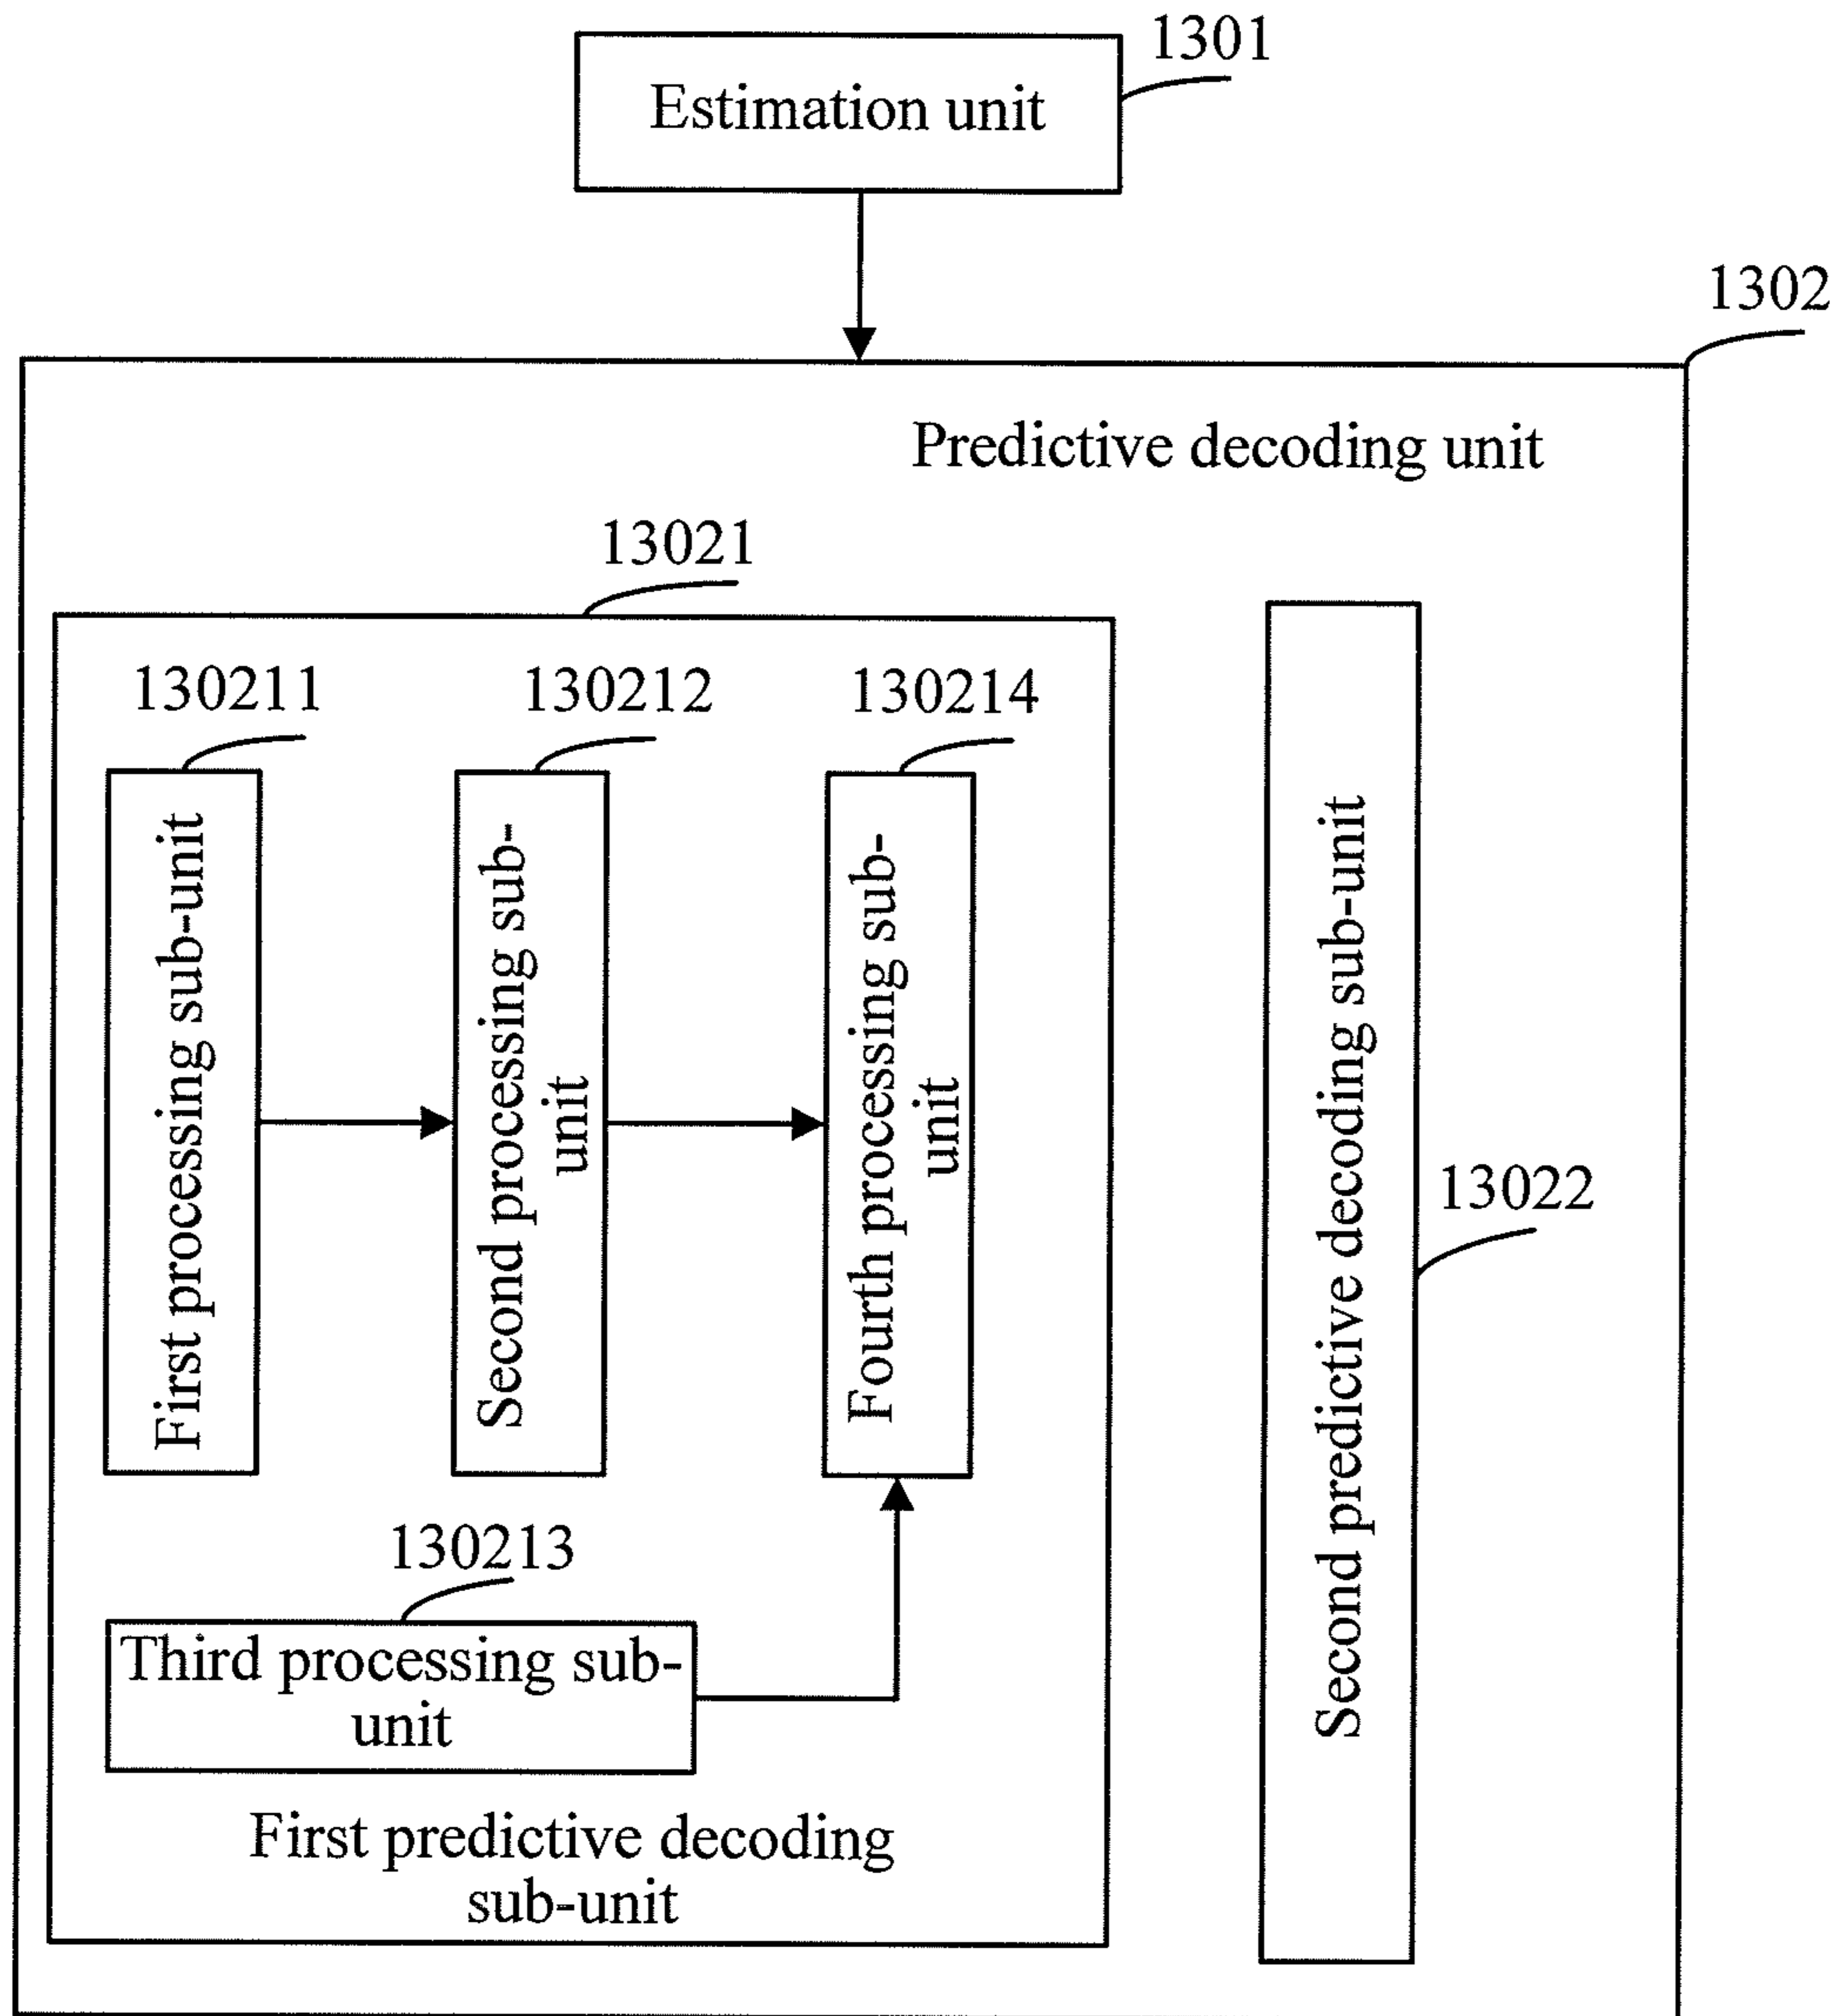 1301
Estimation unit
1302
Predictive decoding unit
13021
130211
130212
130214
First processing sub-unit
Second processing sub-
unit
Fourth processing sub-
unit
Second predictive decoding sub-unit
13022
130213
Third processing sub-
unit
First predictive decoding
sub-unit